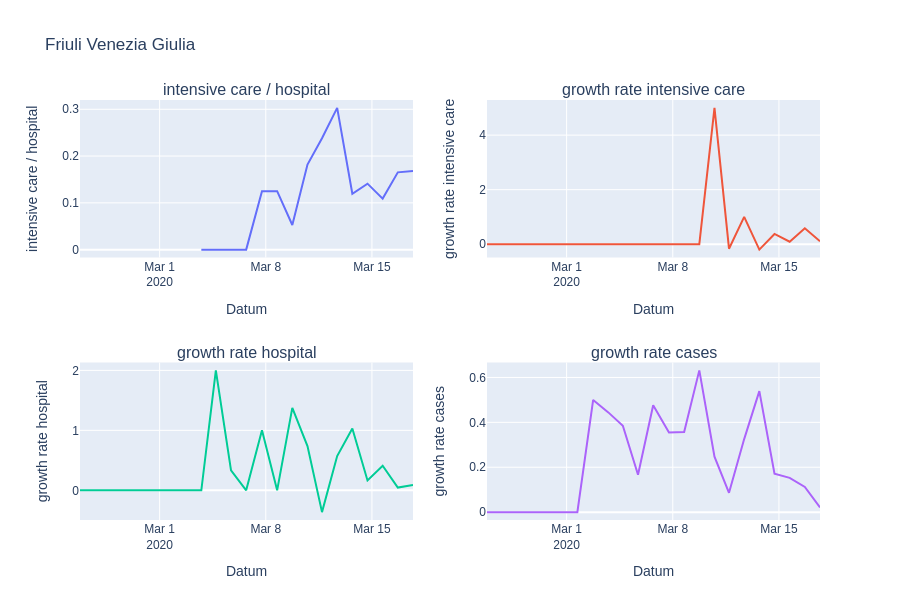 Friuli Venezia Giulia
intensive care / hospital
intensive care / hospital
0.3
0.2
0.1
0
Mar 1
2020
Mar 8
Mar 15
Datum
growth rate intensive care
growth rate intensive care
4
2
0
Mar 1
2020
Mar 8
Mar 15
Datum
growth rate hospital
growth rate hospital
2
1
0
Mar 1
2020
Mar 8
Mar 15
Datum
growth rate cases
growth rate cases
0.6
0.4
0.2
0
Mar 1
2020
Mar 8
Mar 15
Datum